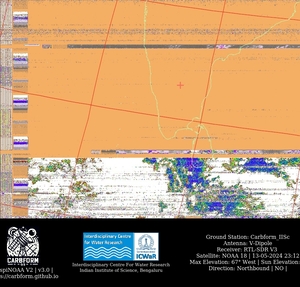 CARBFORM
spiNOAA V2 | v3.0 |
s://carbform.github.io
Interdisciplinary Centre
for Water Research
ICWaR
Interdisciplinary Centre For Water Research
Indian Institute of Science, Bengaluru
Ground Station: Carbform_IISc
Antenna: V-Dipole
Receiver: RTL-SDR V3
Satellite: NOAA 18 | 13-05-2024 23:12
Max Elevation: 67° West | Sun Elevation:
Direction: Northbound | NO |